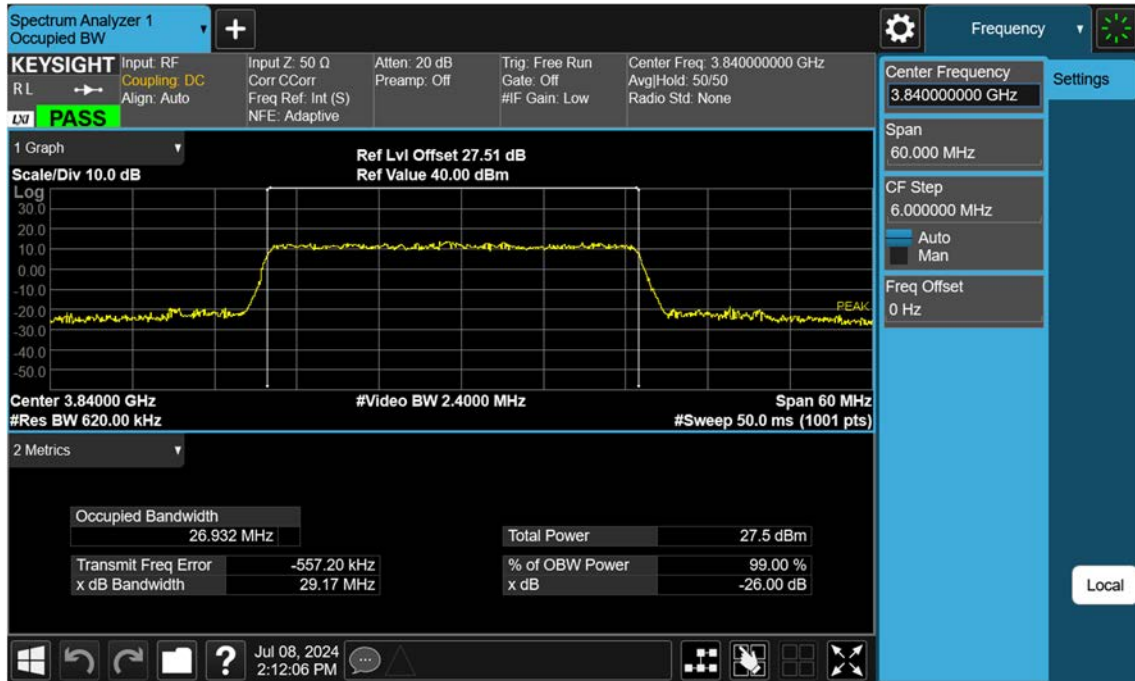 Spectrum Analyzer 1
Occupied BW
+
Frequency
KEYSIGHT
R L
LXI PASS
Input: RF
Coupling: DC
Align: Auto
Input Z: 50 Ω
Corr CCorr
Freq Ref: Int (S)
NFE: Adaptive
Atten: 20 dB
Preamp: Off
Trig: Free Run
Gate: Off
#IF Gain: Low
Center Freq: 3.840000000 GHz
Avg|Hold: 50/50
Radio Std: None
Center Frequency
3.840000000 GHz
Settings
Span
60.000 MHz
CF Step
6.000000 MHz
Auto
Man
Freq Offset
0 Hz
Local
1 Graph
Scale/Div 10.0 dB
Ref Lvl Offset 27.51 dB
Ref Value 40.00 dBm
Log
30.0
20.0
10.0
0.00
-10.0
-20.0
-30.0
-40.0
-50.0
PEAK
Center 3.84000 GHz
#Video BW 2.4000 MHz
Span 60 MHz
#Res BW 620.00 kHz
#Sweep 50.0 ms (1001 pts)
2 Metrics
Occupied Bandwidth
26.932 MHz
Total Power 27.5 dBm
Transmit Freq Error -557.20 kHz
% of OBW Power 99.00 %
x dB Bandwidth 29.17 MHz
x dB -26.00 dB
?
Jul 08, 2024
2:12:06 PM